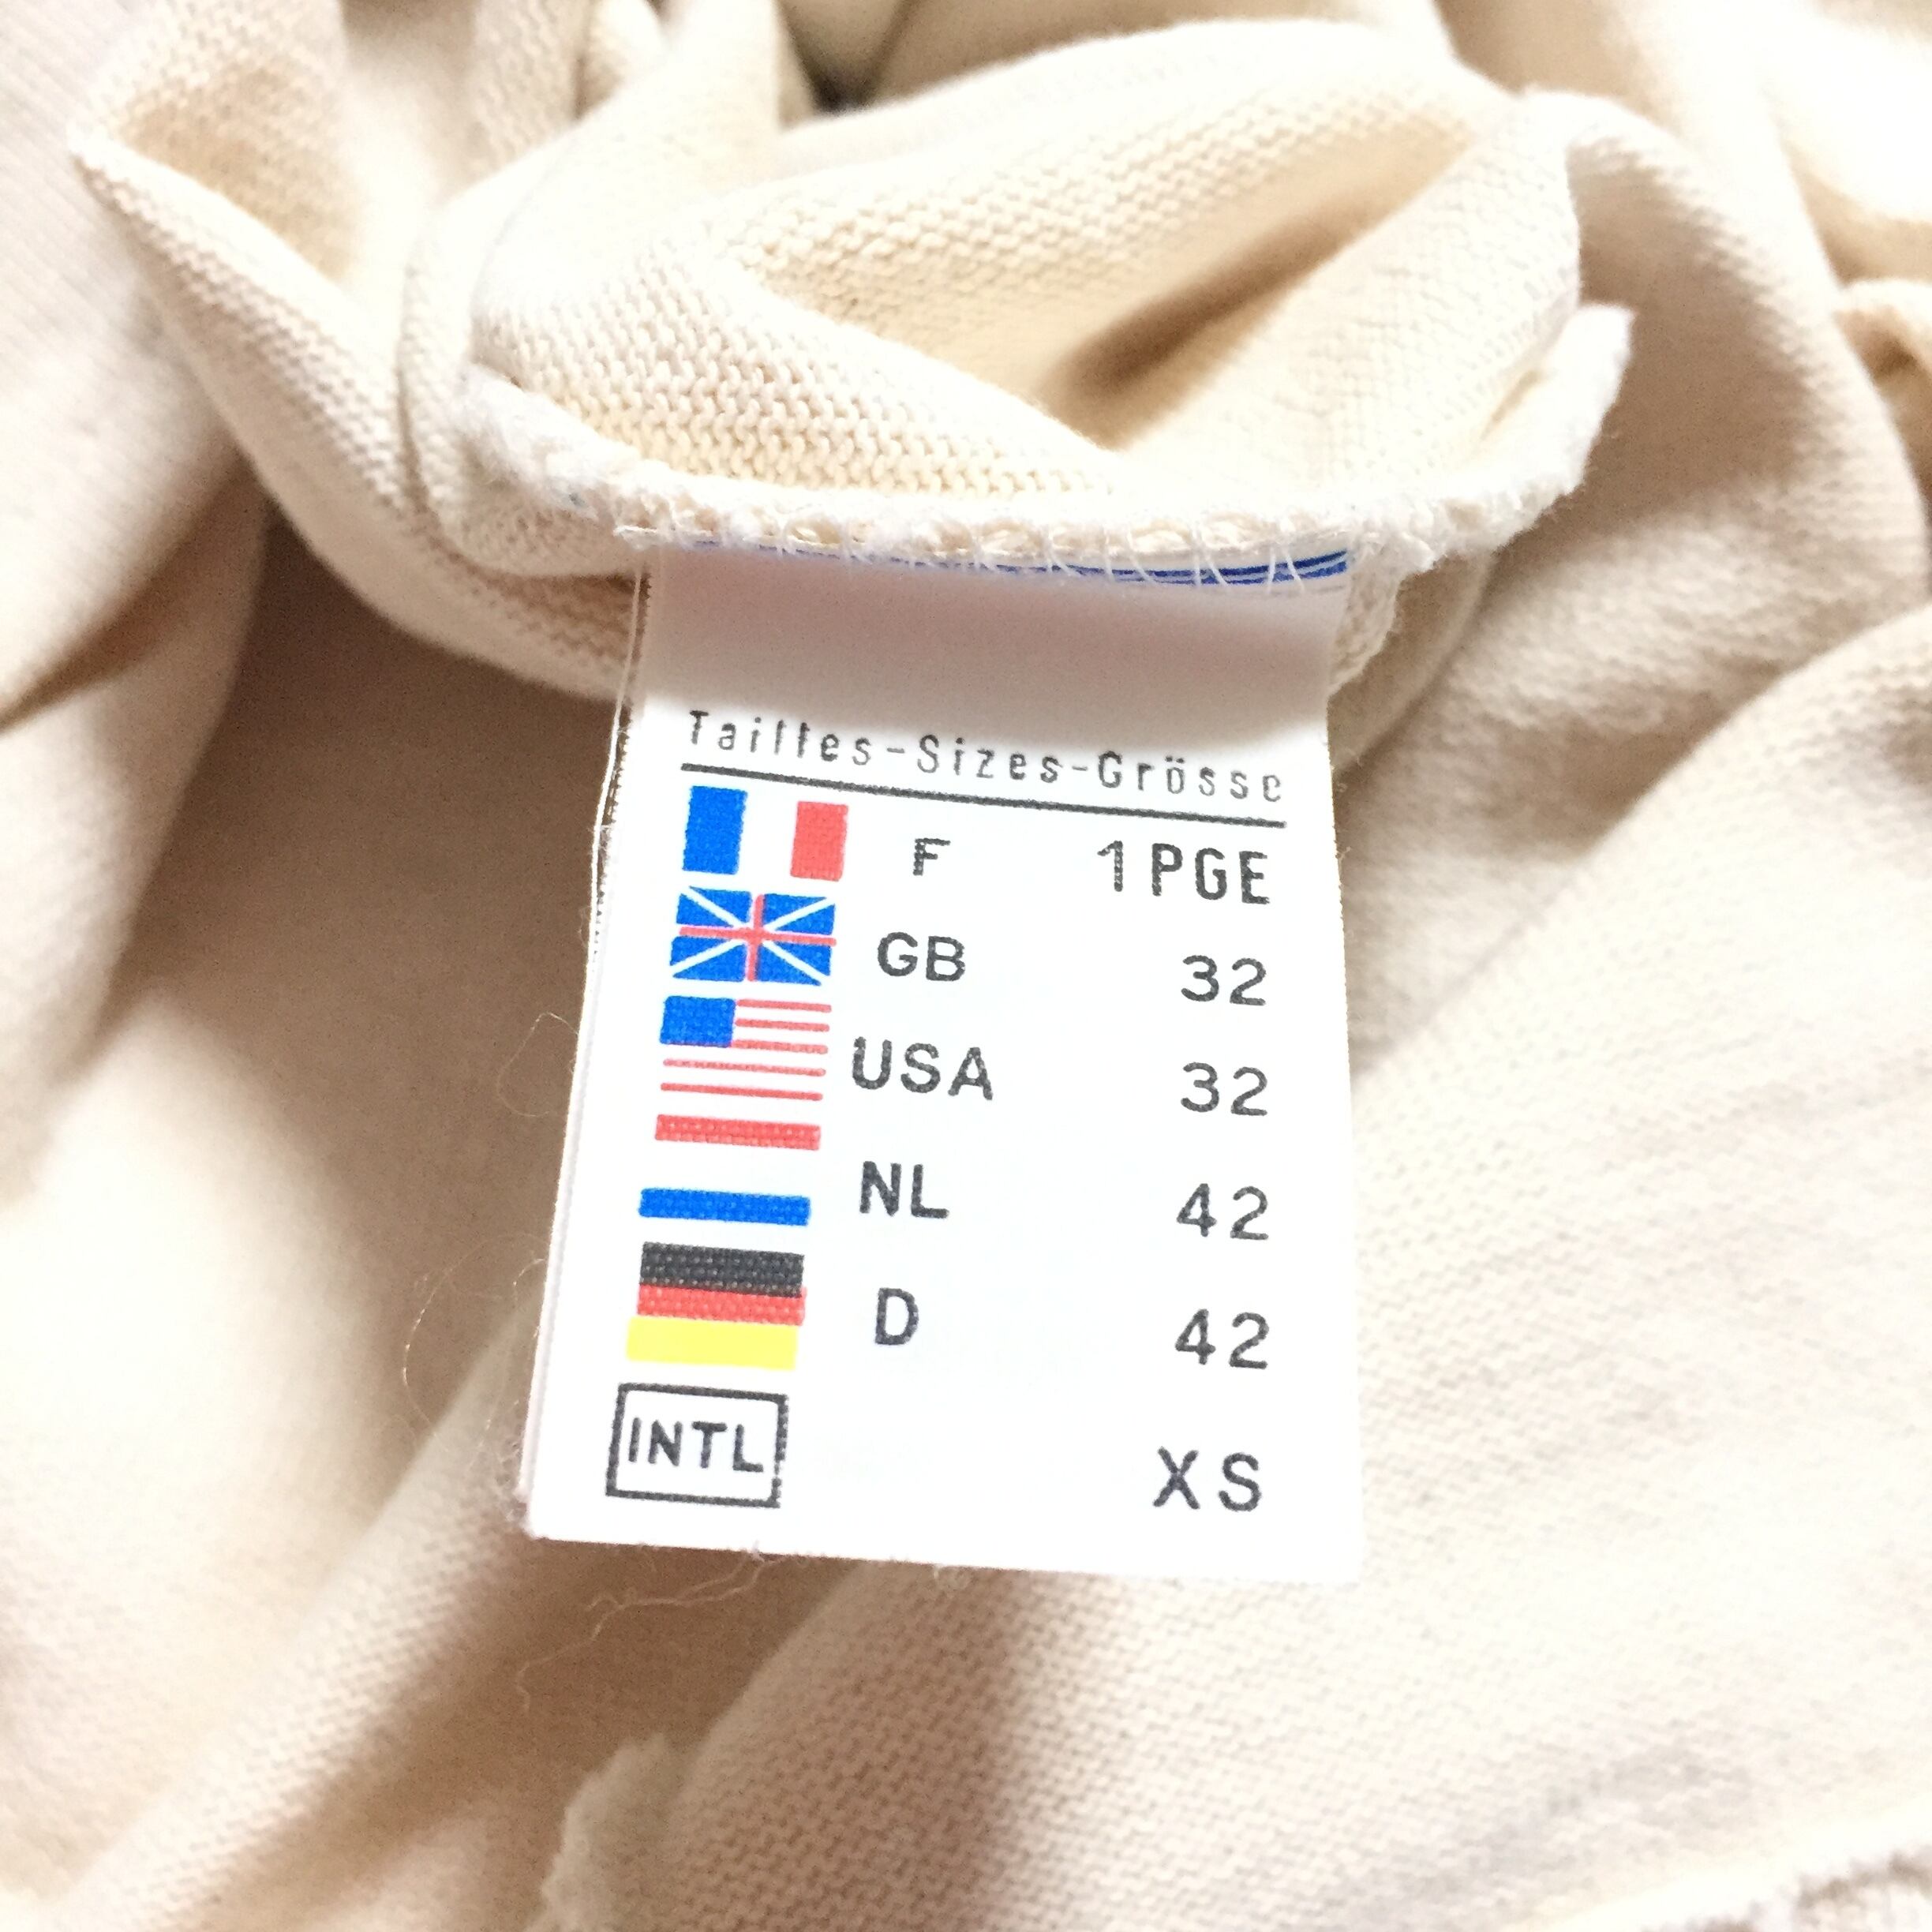 Tailles-Sizes-Grösse
F 1PGE
GB 32
USA 32
NL 42
D 42
INTL XS